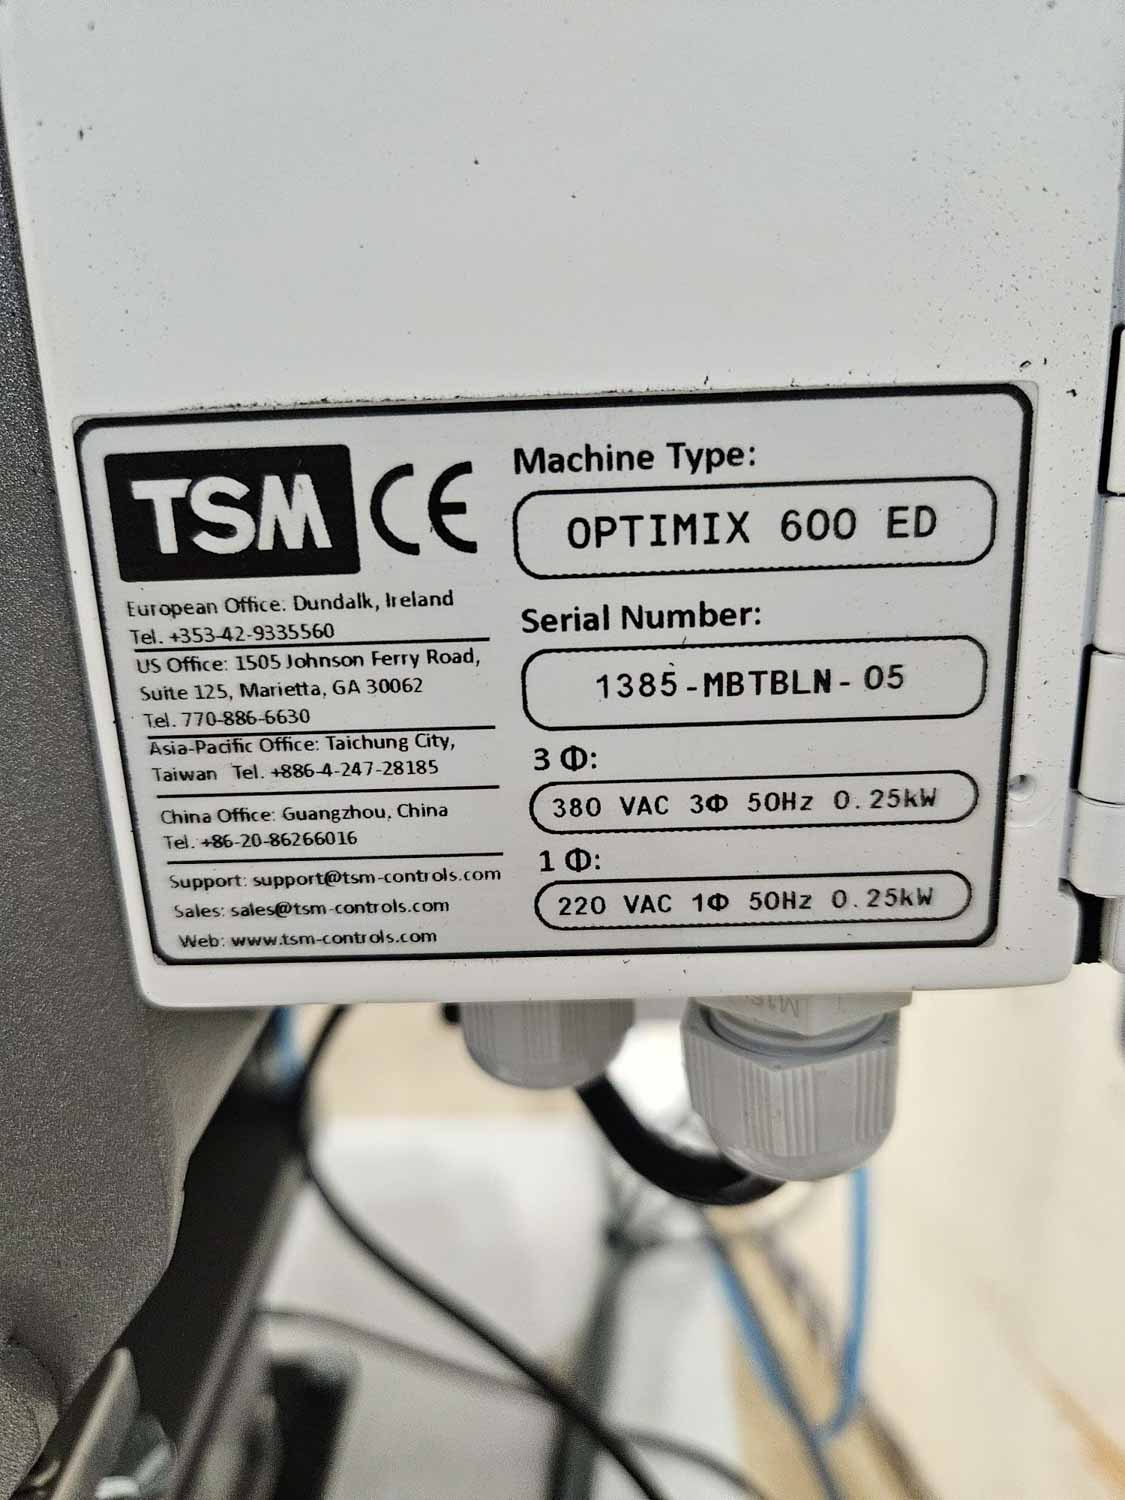 TSM CE
European Office: Dundalk, Ireland
Tel. +353-42-9335560
US Office: 1505 Johnson Ferry Road,
Suite 125, Marietta, GA 30062
Tel. 770-886-6630
Asia-Pacific Office: Taichung City,
Taiwan Tel. +886-4-247-28185
China Office: Guangzhou, China
Tel. +86-20-86266016
Support: support@tsm-controls.com
Sales: sales@tsm-controls.com
Web: www.tsm-controls.com
Machine Type:
OPTIMIX 600 ED
Serial Number:
1385-MBTBLN-05
3 Φ:
380 VAC 3Φ 50Hz 0.25kW
1 Φ:
220 VAC 1Φ 50Hz 0.25kW